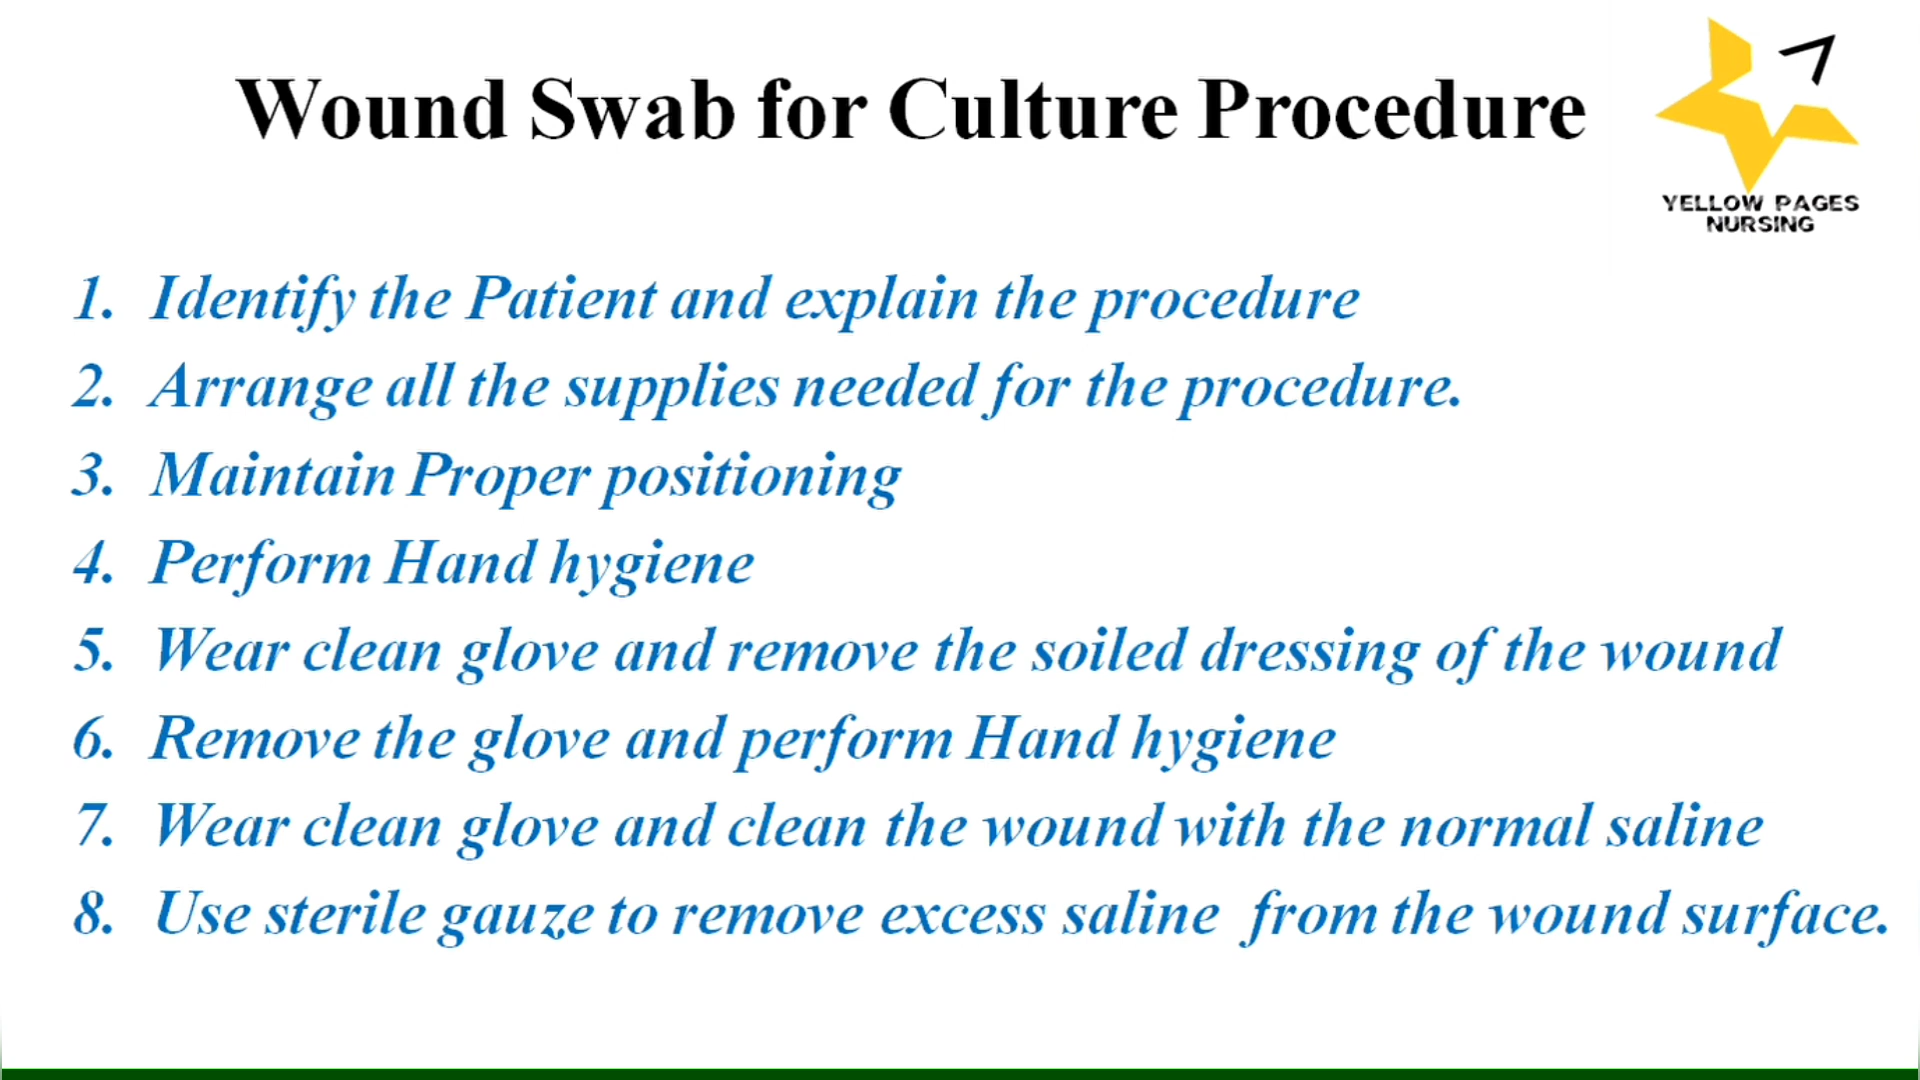 Wound Swab for Culture Procedure
YELLOW PAGES
NURSING
1. Identify the Patient and explain the procedure
2. Arrange all the supplies needed for the procedure.
3. Maintain Proper positioning
4. Perform Hand hygiene
5. Wear clean glove and remove the soiled dressing of the wound
6. Remove the glove and perform Hand hygiene
7. Wear clean glove and clean the wound with the normal saline
8. Use sterile gauze to remove excess saline from the wound surface.